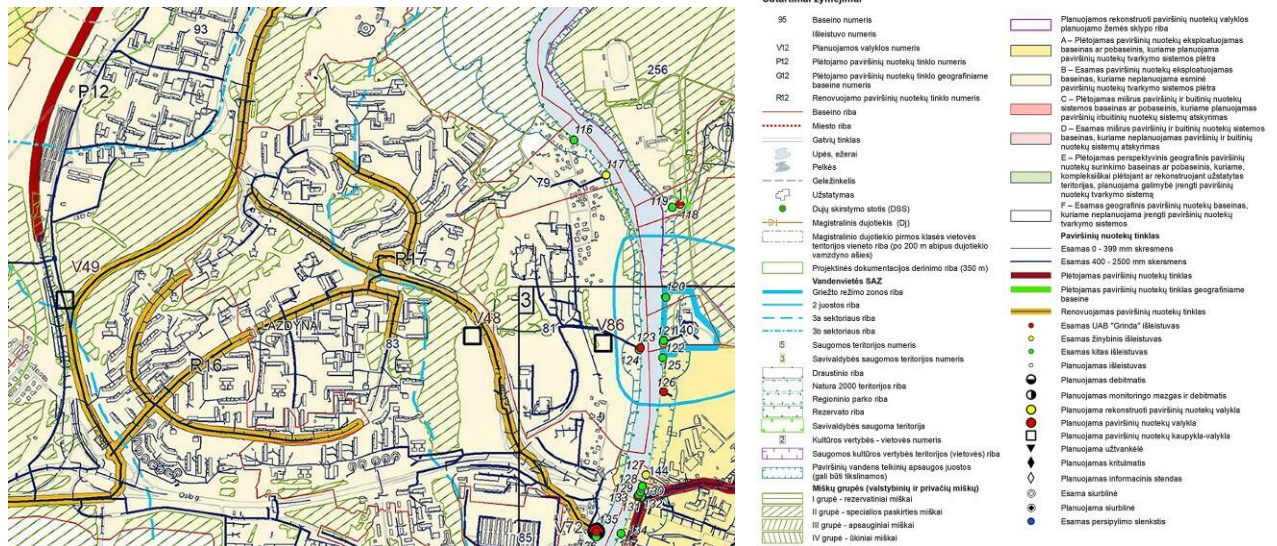 93
P12
V49
LAZDYNAI
R16
R17
83
V48
3
81
V86
79
116
117
256
119
118
120
121
140
122
123
124
125
126
127
144
128
130
133
131
132
135
134
V72
85
Oslo g.
Sutartiniai žymėjimai
95 Baseino numeris
Išleistuvo numeris
V12 Planuojamos valyklos numeris
P12 Plėtojamo paviršinių nuotekų tinklo numeris
G12 Plėtojamo paviršinių nuotekų tinklo geografiniame
baseine numeris
R12 Renovuojamo paviršinių nuotekų tinklo numeris
Baseino riba
Miesto riba
Gatvių tinklas
Upės, ežerai
Pelkės
Geležinkelis
Užstatymas
Dujų skirstymo stotis (DSS)
Dj Magistralinis dujotiekis (Dj)
Magistralinio dujotiekio pirmos klasės vietovės
teritorijos vieneto riba (po 200 m abipus dujotiekio
vamzdyno ašies)
Projektinės dokumentacijos derinimo riba (350 m)
Vandenvietės SAZ
Griežto režimo zonos riba
2 juostos riba
3a sektoriaus riba
3b sektoriaus riba
5 Saugomos teritorijos numeris
3 Savivaldybės saugomos teritorijos numeris
Draustinio riba
Natura 2000 teritorijos riba
Regioninio parko riba
Rezervato riba
Savivaldybės saugoma teritorija
2 Kultūros vertybės - vietovės numeris
Saugomos kultūros vertybės teritorijos (vietovės) riba
Paviršinių vandens telkinių apsaugos juostos
(gali būti tikslinamos)
Miškų grupės (valstybinių ir privačių miškų)
I grupė - rezervatiniai miškai
II grupė - specialios paskirties miškai
III grupė - apsauginiai miškai
IV grupė - ūkiniai miškai
Planuojamos rekonstruoti paviršinių nuotekų valyklos
planuojamo žemės sklypo riba
A – Plėtojamas paviršinių nuotekų eksploatuojamas
baseinas ar pobaseinis, kuriame planuojama
paviršinių nuotekų tvarkymo sistemos plėtra
B – Esamas paviršinių nuotekų eksploatuojamas
baseinas, kuriame neplanuojama esminė
paviršinių nuotekų tvarkymo sistemos plėtra
C – Plėtojamas mišrus paviršinių ir buitinių nuotekų
sistemos baseinas ar pobaseinis, kuriame planuojamas
paviršinių irbuitinių nuotekų sistemų atskyrimas
D – Esamas mišrus paviršinių ir buitinių nuotekų sistemos
baseinas, kuriame neplanuojamas paviršinių ir buitinių
nuotekų sistemų atskyrimas
E – Plėtojamas perspektyvinis geografinis paviršinių
nuotekų surinkimo baseinas ar pobaseinis, kuriame,
kompleksiškai plėtojant ar rekonstruojant užstatytas
teritorijas, planuojama galimybė įrengti paviršinių
nuotekų tvarkymo sistemą
F – Esamas geografinis paviršinių nuotekų baseinas,
kuriame neplanuojama įrengti paviršinių nuotekų
tvarkymo sistemos
Paviršinių nuotekų tinklas
Esamas 0 - 399 mm skresmens
Esamas 400 - 2500 mm skersmens
Plėtojamas paviršinių nuotekų tinklas
Plėtojamas paviršinių nuotekų tinklas geografiniame
baseine
Renovuojamas paviršinių nuotekų tinklas
Esamas UAB "Grinda" išleistuvas
Esamas žinybinis išleistuvas
Esamas kitas išleistuvas
Planuojamas išleistuvas
Planuojamas debitmatis
Planuojamas monitoringo mazgas ir debitmatis
Planuojama rekonstruoti paviršinių nuotekų valykla
Planuojama paviršinių nuotekų valykla
Planuojama paviršinių nuotekų kaupykla-valykla
Planuojama užtvankėlė
Planuojamas kritulmatis
Planuojamas informacinis stendas
Esama siurblinė
Planuojama siurblinė
Esamas persipylimo slenkstis